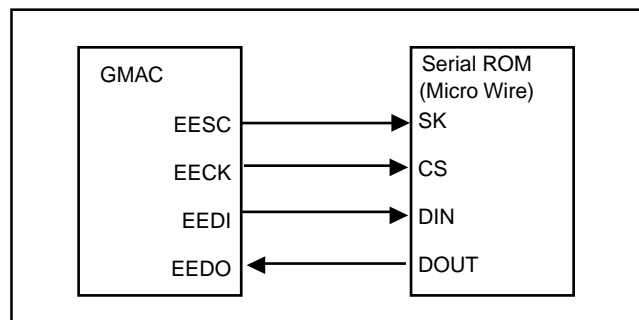 GMAC
Serial ROM
(Micro Wire)
EESC
SK
EECK
CS
EEDI
DIN
EEDO
DOUT